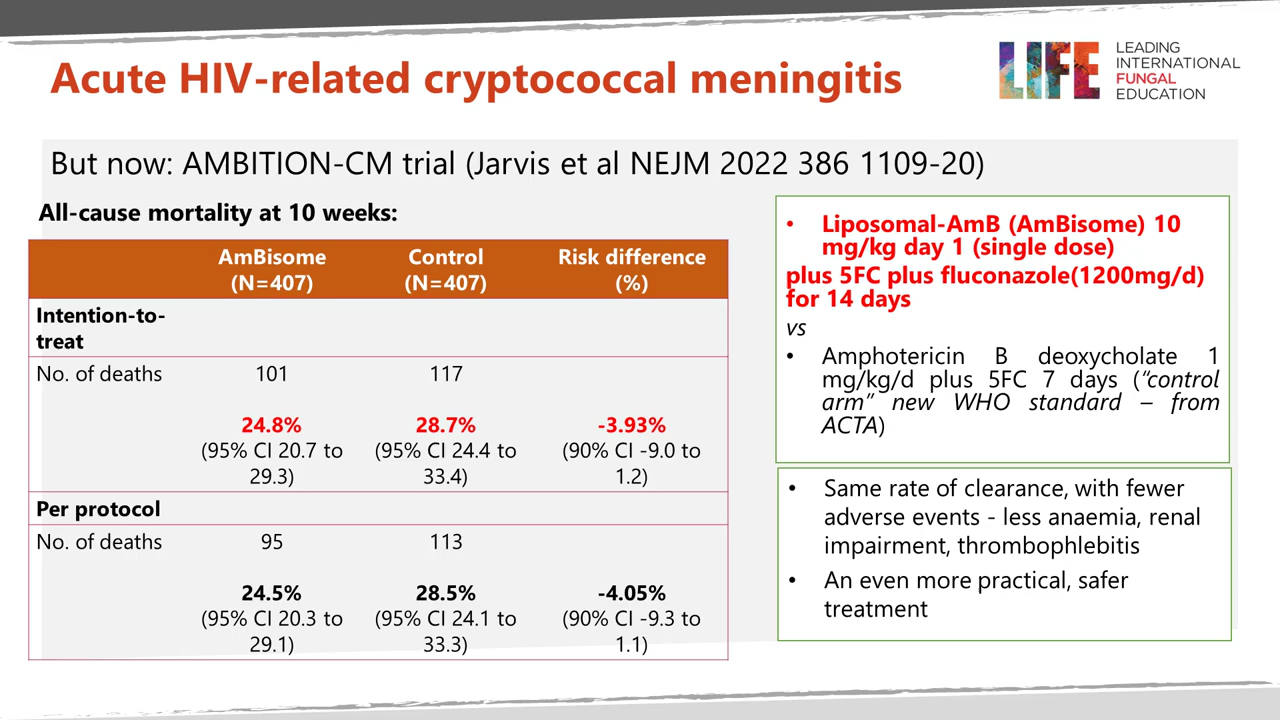 Acute HIV-related cryptococcal meningitis
LIFE
LEADING
INTERNATIONAL
FUNGAL
EDUCATION
But now: AMBITION-CM trial (Jarvis et al NEJM 2022 386 1109-20)
All-cause mortality at 10 weeks:
AmBisome Control Risk difference
(N=407) (N=407) (%)
Intention-to-
treat
No. of deaths 101 117
24.8% 28.7% -3.93%
(95% CI 20.7 to (95% CI 24.4 to (90% CI -9.0 to
29.3) 33.4) 1.2)
Per protocol
No. of deaths 95 113
24.5% 28.5% -4.05%
(95% CI 20.3 to (95% CI 24.1 to (90% CI -9.3 to
29.1) 33.3) 1.1)
• Liposomal-AmB (AmBisome) 10
mg/kg day 1 (single dose)
plus 5FC plus fluconazole(1200mg/d)
for 14 days
vs
• Amphotericin B deoxycholate 1
mg/kg/d plus 5FC 7 days (“control
arm” new WHO standard – from
ACTA)
• Same rate of clearance, with fewer
adverse events - less anaemia, renal
impairment, thrombophlebitis
• An even more practical, safer
treatment